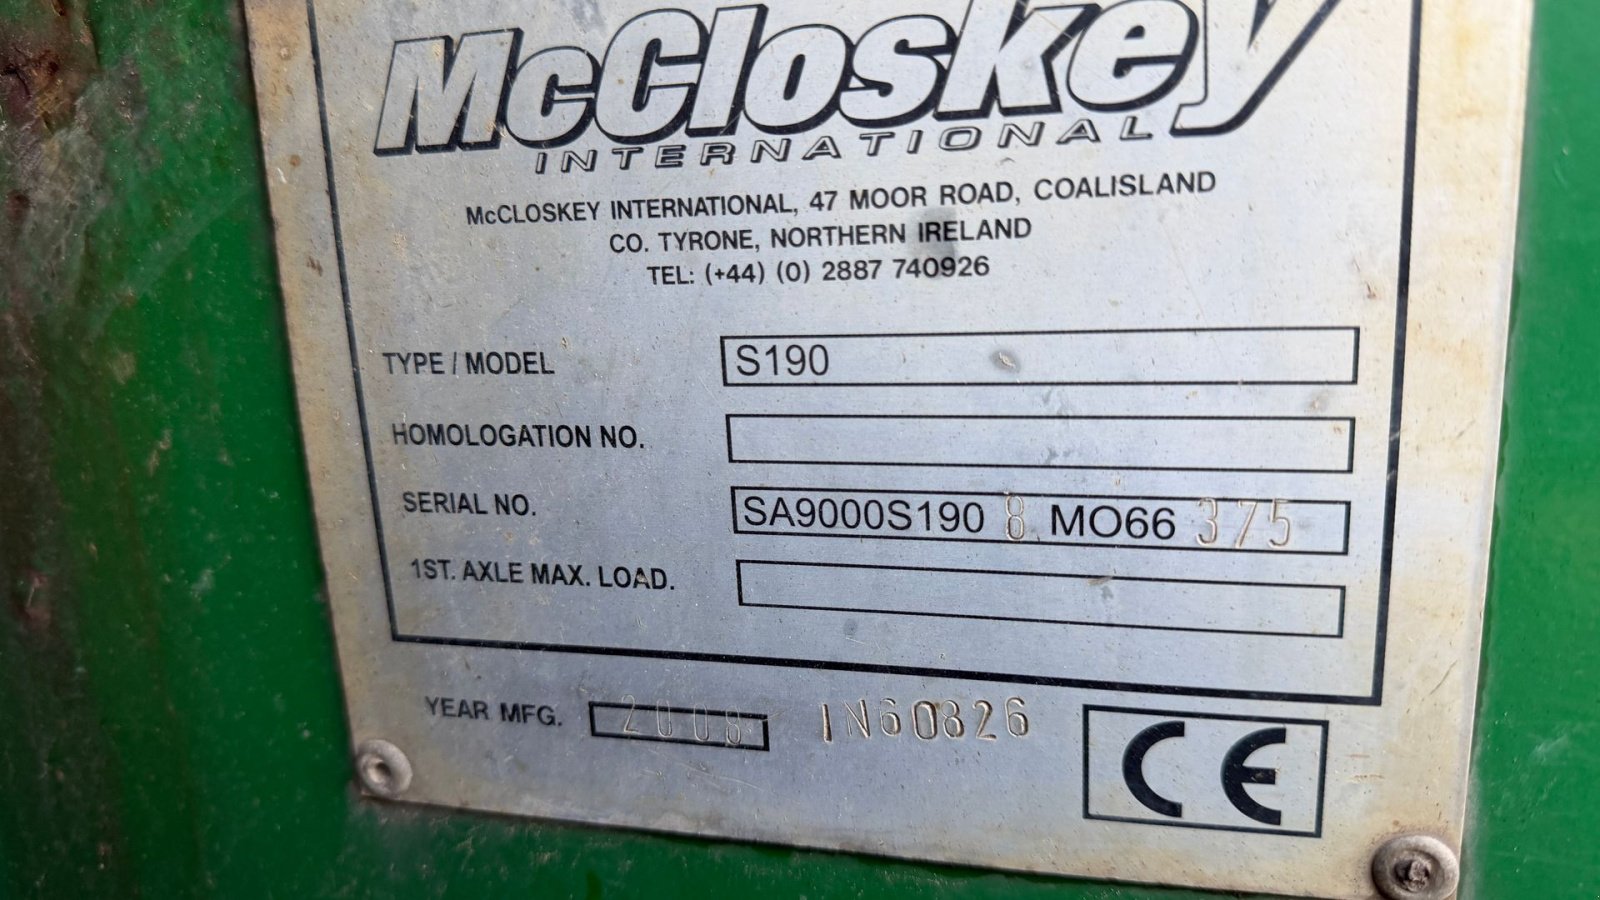 McCloskey
INTERNATIONAL
McCLOSKEY INTERNATIONAL, 47 MOOR ROAD, COALISLAND
CO. TYRONE, NORTHERN IRELAND
TEL: (+44) (0) 2887 740926
TYPE / MODEL S190
HOMOLOGATION NO.
SERIAL NO. SA9000S190 8 MO66 375
1ST. AXLE MAX. LOAD.
YEAR MFG. 2008 IN60826
CE